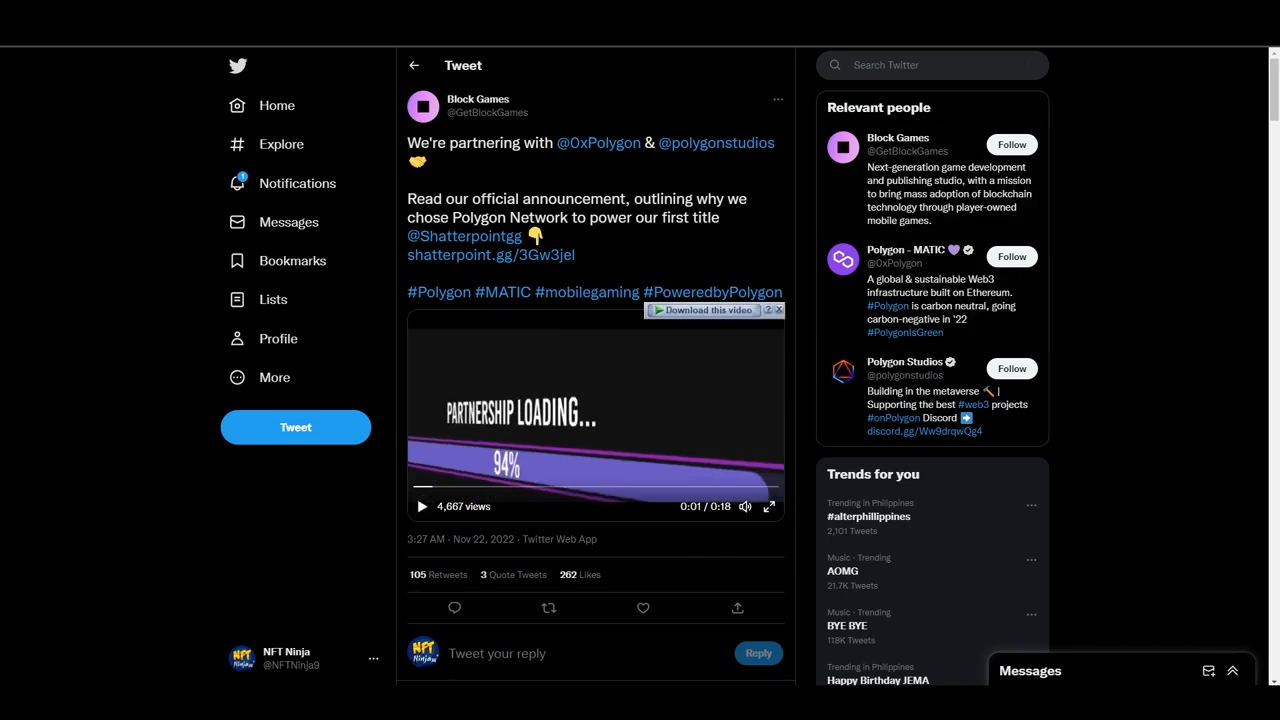 Home
Explore
1
Notifications
Messages
Bookmarks
Lists
Profile
More
Tweet
NFT Ninja
@NFTNinja9
Tweet
Block Games
@GetBlockGames
We're partnering with @0xPolygon & @polygonstudios
🤝
Read our official announcement, outlining why we
chose Polygon Network to power our first title
@Shatterpointgg 👇
shatterpoint.gg/3Gw3jel
#Polygon #MATIC #mobilegaming #PoweredbyPolygon
Download this video ? X
PARTNERSHIP LOADING...
94%
4,667 views
0:01 / 0:18
3:27 AM · Nov 22, 2022 · Twitter Web App
105 Retweets 3 Quote Tweets 262 Likes
NFT
Ninja
Tweet your reply
Reply
Search Twitter
Relevant people
Block Games
@GetBlockGames
Follow
Next-generation game development
and publishing studio, with a mission
to bring mass adoption of blockchain
technology through player-owned
mobile games.
Polygon - MATIC 💜
@0xPolygon
Follow
A global & sustainable Web3
infrastructure built on Ethereum.
#Polygon is carbon neutral, going
carbon-negative in '22
#PolygonIsGreen
Polygon Studios
@polygonstudios
Follow
Building in the metaverse 🔨 |
Supporting the best #web3 projects
#onPolygon Discord ➡️
discord.gg/Ww9drqwQg4
Trends for you
Trending in Philippines
#alterphillippines
2,101 Tweets
Music · Trending
AOMG
21.7K Tweets
Music · Trending
BYE BYE
118K Tweets
Trending in Philippines
Happy Birthday JEMA
Messages